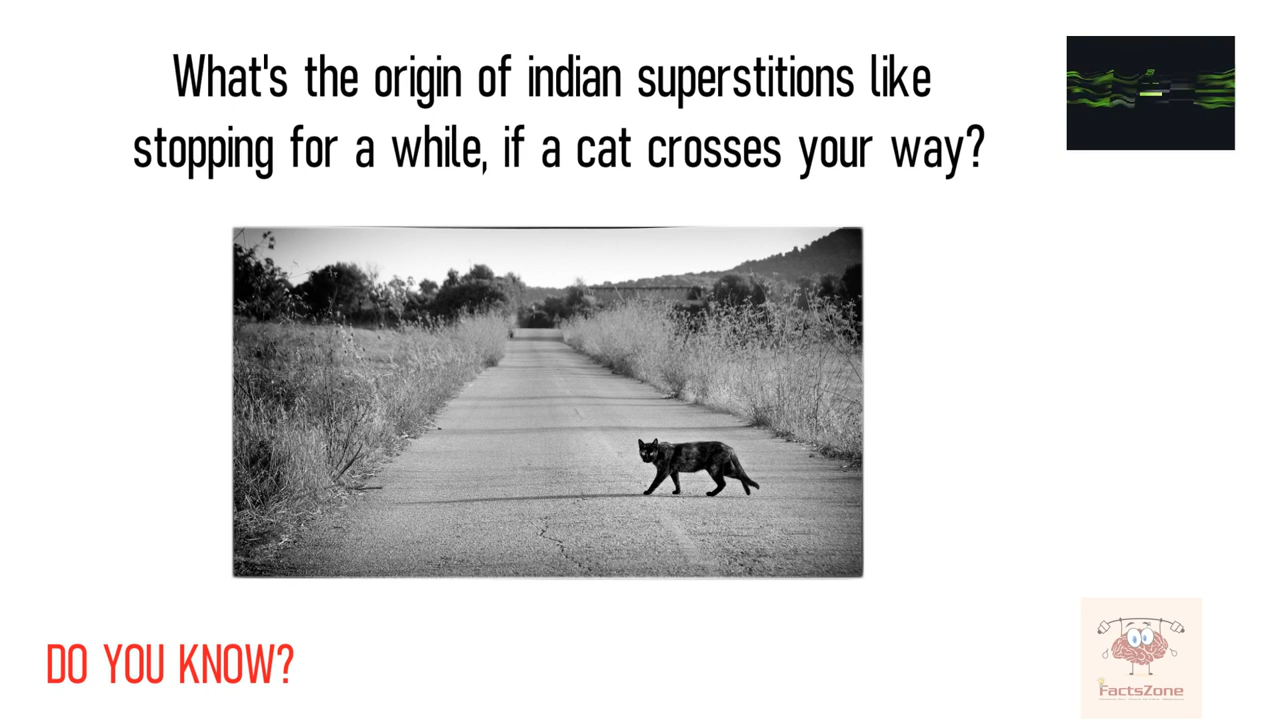 What's the origin of indian superstitions like
stopping for a while, if a cat crosses your way?
DO YOU KNOW?
FactsZone